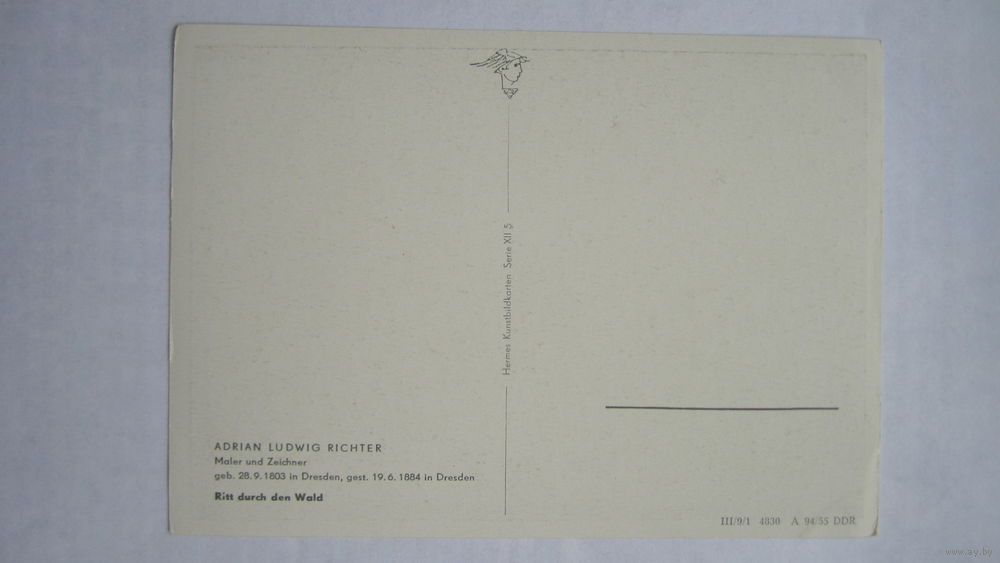 Hermes Kunstbildkarten Serie XII 5
ADRIAN LUDWIG RICHTER
Maler und Zeichner
geb. 28.9.1803 in Dresden, gest. 19.6.1884 in Dresden
Ritt durch den Wald
III/9/1 4830 A 94/55 DDR
www.ay.by